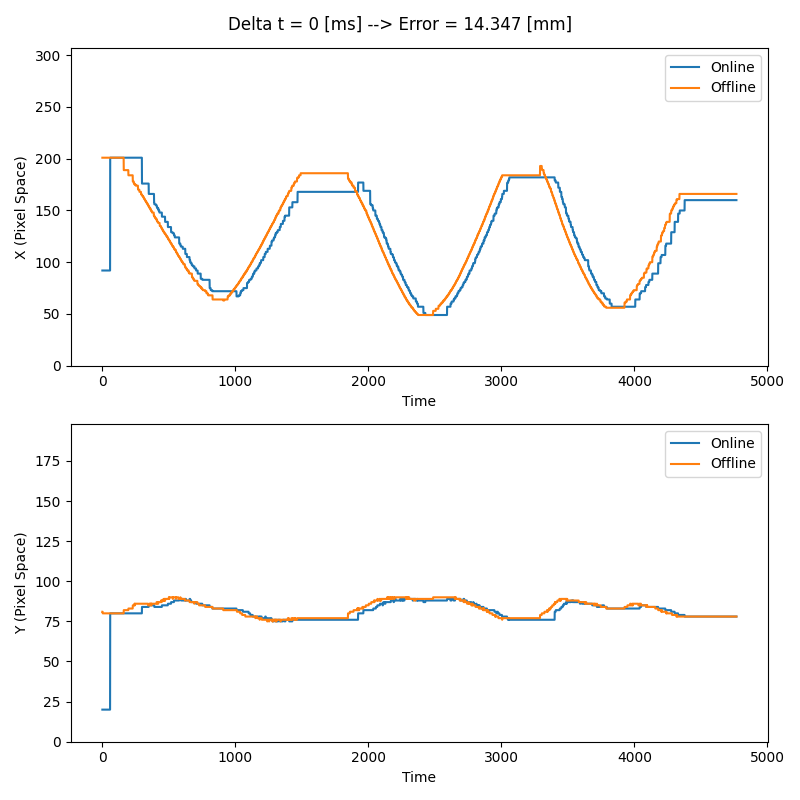 Delta t = 0 [ms] --> Error = 14.347 [mm]
300
250
200
150
100
50
0
X (Pixel Space)
Online
Offline
0 1000 2000 3000 4000 5000
Time
175
150
125
100
75
50
25
0
Y (Pixel Space)
Online
Offline
0 1000 2000 3000 4000 5000
Time